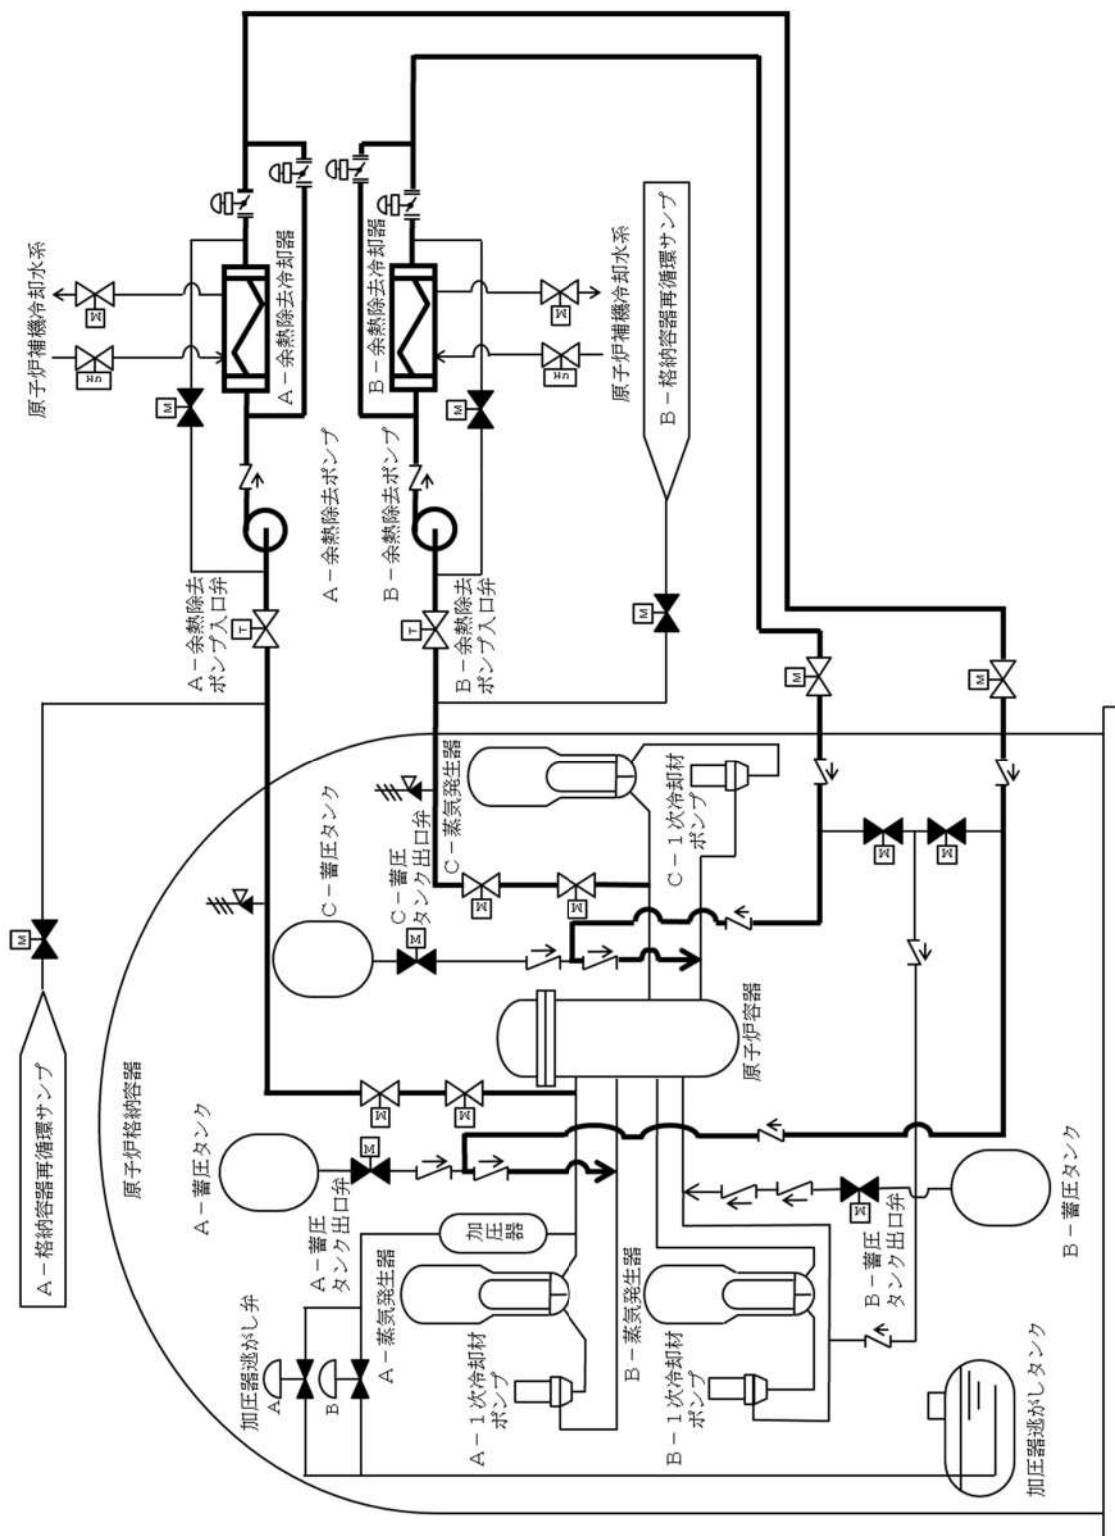 原子炉補機冷却水系
A－余熱除去冷却器
B－余熱除去冷却器
原子炉補機冷却水系
B－格納容器再循環サンプ
M
M
M
M
M
M
A－余熱除去ポンプ
B－余熱除去ポンプ
A－余熱除去
ポンプ入口弁
T
B－余熱除去
ポンプ入口弁
T
M
M
M
A－格納容器再循環サンプ
M
原子炉格納容器
C－蓄圧タンク
C－蓄圧
タンク出口弁
M
C－蒸気発生器
C－1次冷却材
ポンプ
M
M
M
M
原子炉容器
A－蓄圧タンク
A－蓄圧
タンク出口弁
M
M
M
加圧器
加圧器逃がし弁
A
B
A－蒸気発生器
A－1次冷却材
ポンプ
B－蒸気発生器
B－1次冷却材
ポンプ
B－蓄圧
タンク出口弁
M
B－蓄圧タンク
加圧器逃がしタンク